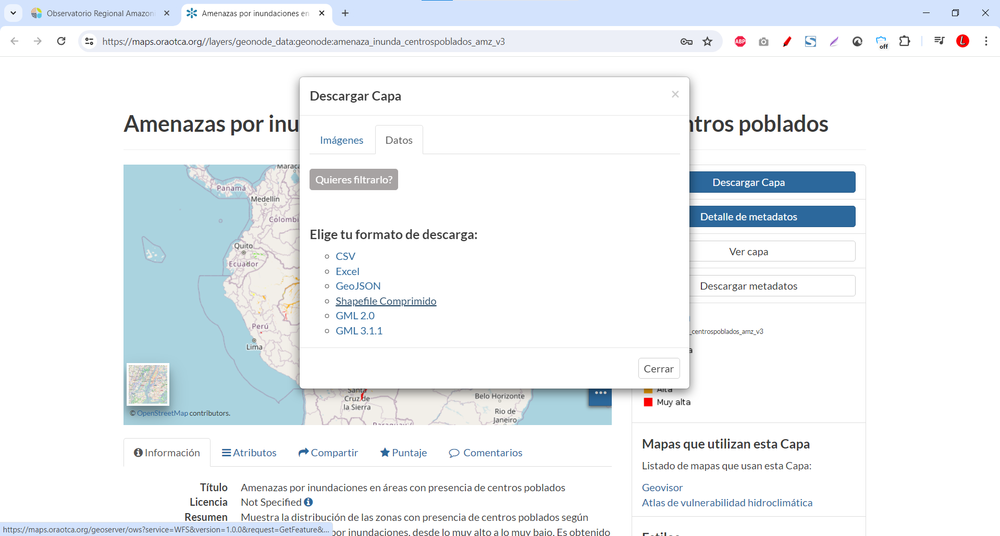 Observatorio Regional Amazoni
Amenazas por inundaciones en
https://maps.oraotca.org//layers/geonode_data:geonode:amenaza_inunda_centrospoblados_amz_v3
ABP
off
L
Descargar Capa
×
Imágenes
Datos
Quieres filtrarlo?
Elige tu formato de descarga:
CSV
Excel
GeoJSON
Shapefile Comprimido
GML 2.0
GML 3.1.1
Cerrar
Amenazas por inu
ntros poblados
Maraca
Panamá
Medellín
Colombi
Quito
Ecuador
Perú
Lima
Santa
Cruz de
la Sierra
Belo Horizonte
Rio de
Janeiro
Paraguay
© OpenStreetMap contributors.
Descargar Capa
Detalle de metadatos
Ver capa
Descargar metadatos
_centrospoblados_amz_v3
a
Alta
Muy alta
Mapas que utilizan esta Capa
Listado de mapas que usan esta Capa:
Geovisor
Atlas de vulnerabilidad hidroclimática
Estilos
Información
Atributos
Compartir
Puntaje
Comentarios
Título Amenazas por inundaciones en áreas con presencia de centros poblados
Licencia Not Specified
Resumen Muestra la distribución de las zonas con presencia de centros poblados según
por inundaciones, desde lo muy alto a lo muy bajo. Es obtenido
https://maps.oraotca.org/geoserver/ows?service=WFS&version=1.0.0&request=GetFeature&...